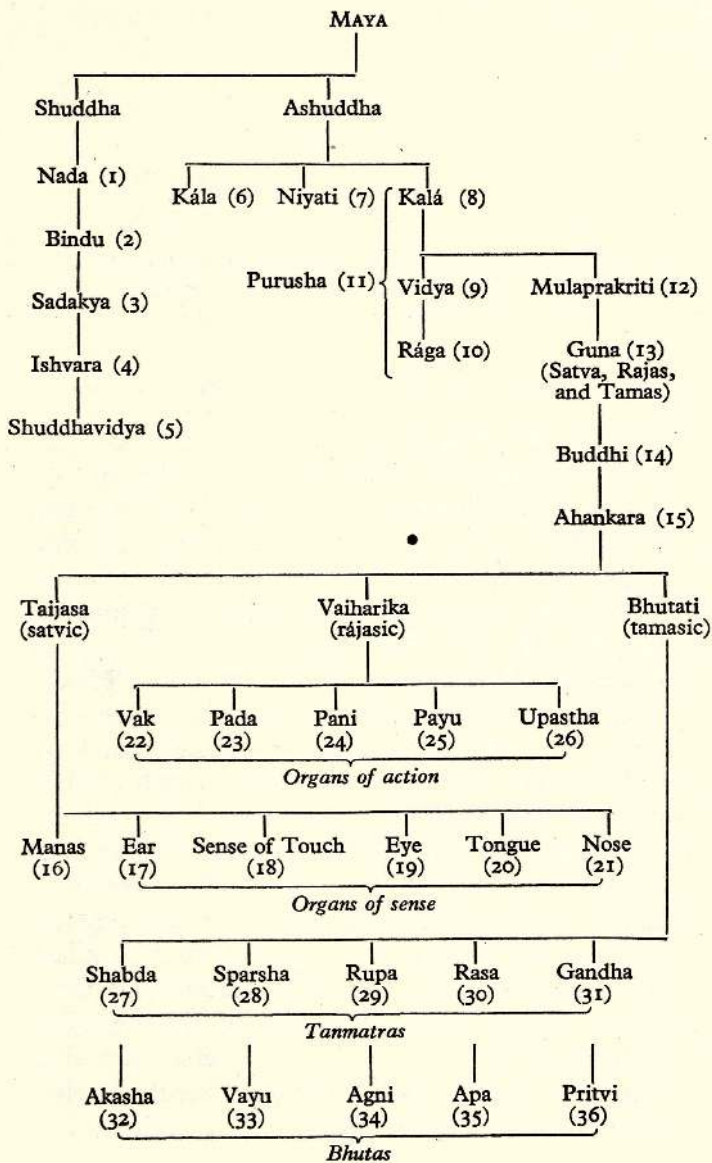 MAYA
Shuddha Ashuddha
Nada (1)
Kála (6) Niyati (7) Kalá (8)
Bindu (2)
Purusha (11) Vidya (9) Mulaprakriti (12)
Sadakya (3)
Ishvara (4)
Rága (10) Guna (13)
(Satva, Rajas,
and Tamas)
Shuddhavidya (5)
Buddhi (14)
Ahankara (15)
Taijasa Vaiharika Bhutati
(satvic) (rájasic) (tamasic)
Vak Pada Pani Payu Upastha
(22) (23) (24) (25) (26)
Organs of action
Manas Ear Sense of Touch Eye Tongue Nose
(16) (17) (18) (19) (20) (21)
Organs of sense
Shabda Sparsha Rupa Rasa Gandha
(27) (28) (29) (30) (31)
Tanmatras
Akasha Vayu Agni Apa Pritvi
(32) (33) (34) (35) (36)
Bhutas